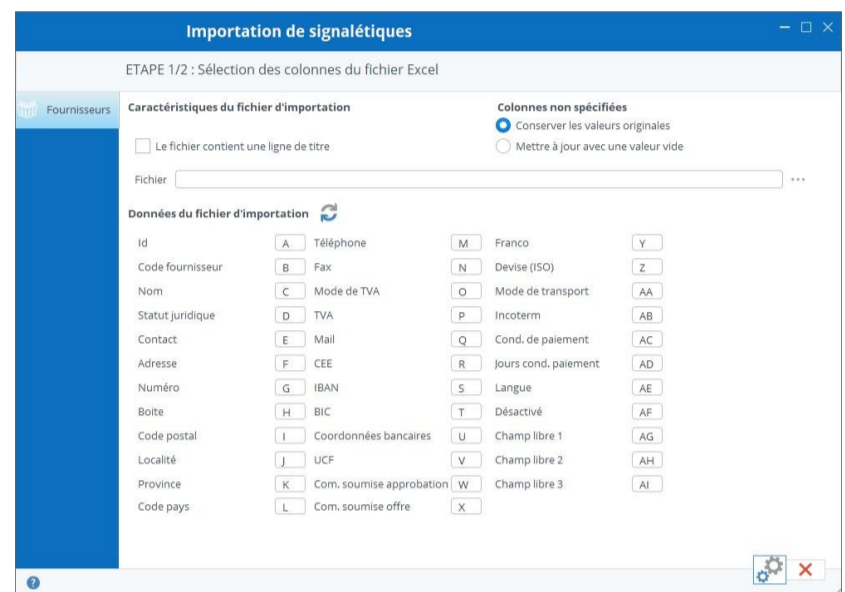 Importation de signalétiques
ETAPE 1/2 : Sélection des colonnes du fichier Excel
Fournisseurs
Caractéristiques du fichier d'importation
Colonnes non spécifiées
Conserver les valeurs originales
Le fichier contient une ligne de titre
Mettre à jour avec une valeur vide
Fichier
...
Données du fichier d'importation
Id A Téléphone M Franco Y
Code fournisseur B Fax N Devise (ISO) Z
Nom C Mode de TVA O Mode de transport AA
Statut juridique D TVA P Incoterm AB
Contact E Mail Q Cond. de paiement AC
Adresse F CEE R Jours cond. paiement AD
Numéro G IBAN S Langue AE
Boite H BIC T Désactivé AF
Code postal I Coordonnées bancaires U Champ libre 1 AG
Localité J UCF V Champ libre 2 AH
Province K Com. soumise approbation W Champ libre 3 AI
Code pays L Com. soumise offre X
?